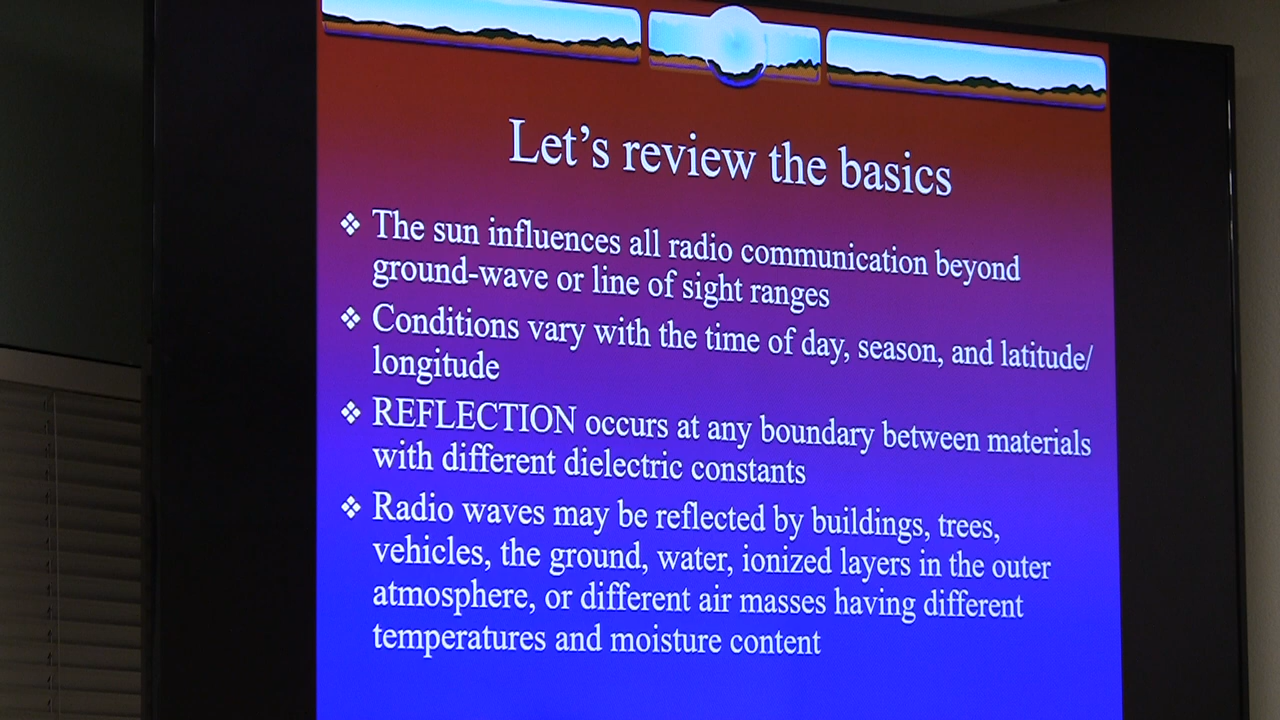 Let's review the basics
❖ The sun influences all radio communication beyond
ground-wave or line of sight ranges
❖ Conditions vary with the time of day, season, and latitude/
longitude
❖ REFLECTION occurs at any boundary between materials
with different dielectric constants
❖ Radio waves may be reflected by buildings, trees,
vehicles, the ground, water, ionized layers in the outer
atmosphere, or different air masses having different
temperatures and moisture content